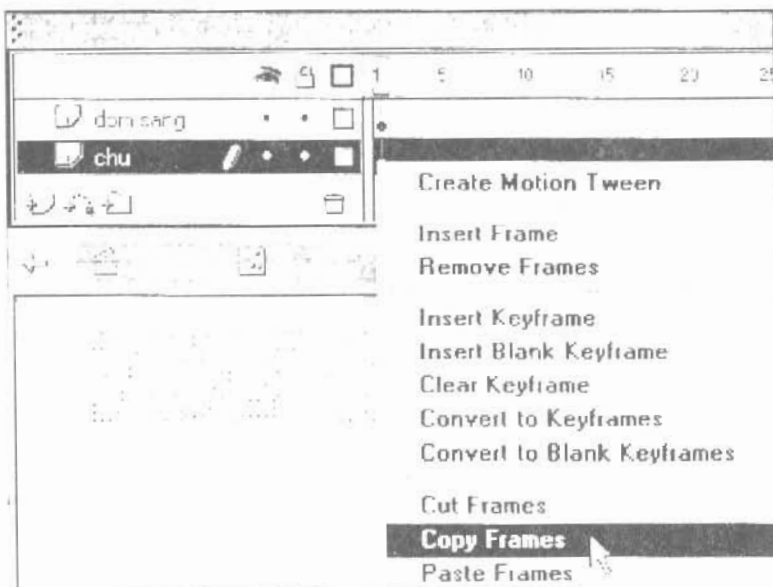 1 5 10 15 20 25
dom sang
chu
Create Motion Tween
Insert Frame
Remove Frames
Insert Keyframe
Insert Blank Keyframe
Clear Keyframe
Convert to Keyframes
Convert to Blank Keyframes
Cut Frames
Copy Frames
Paste Frames